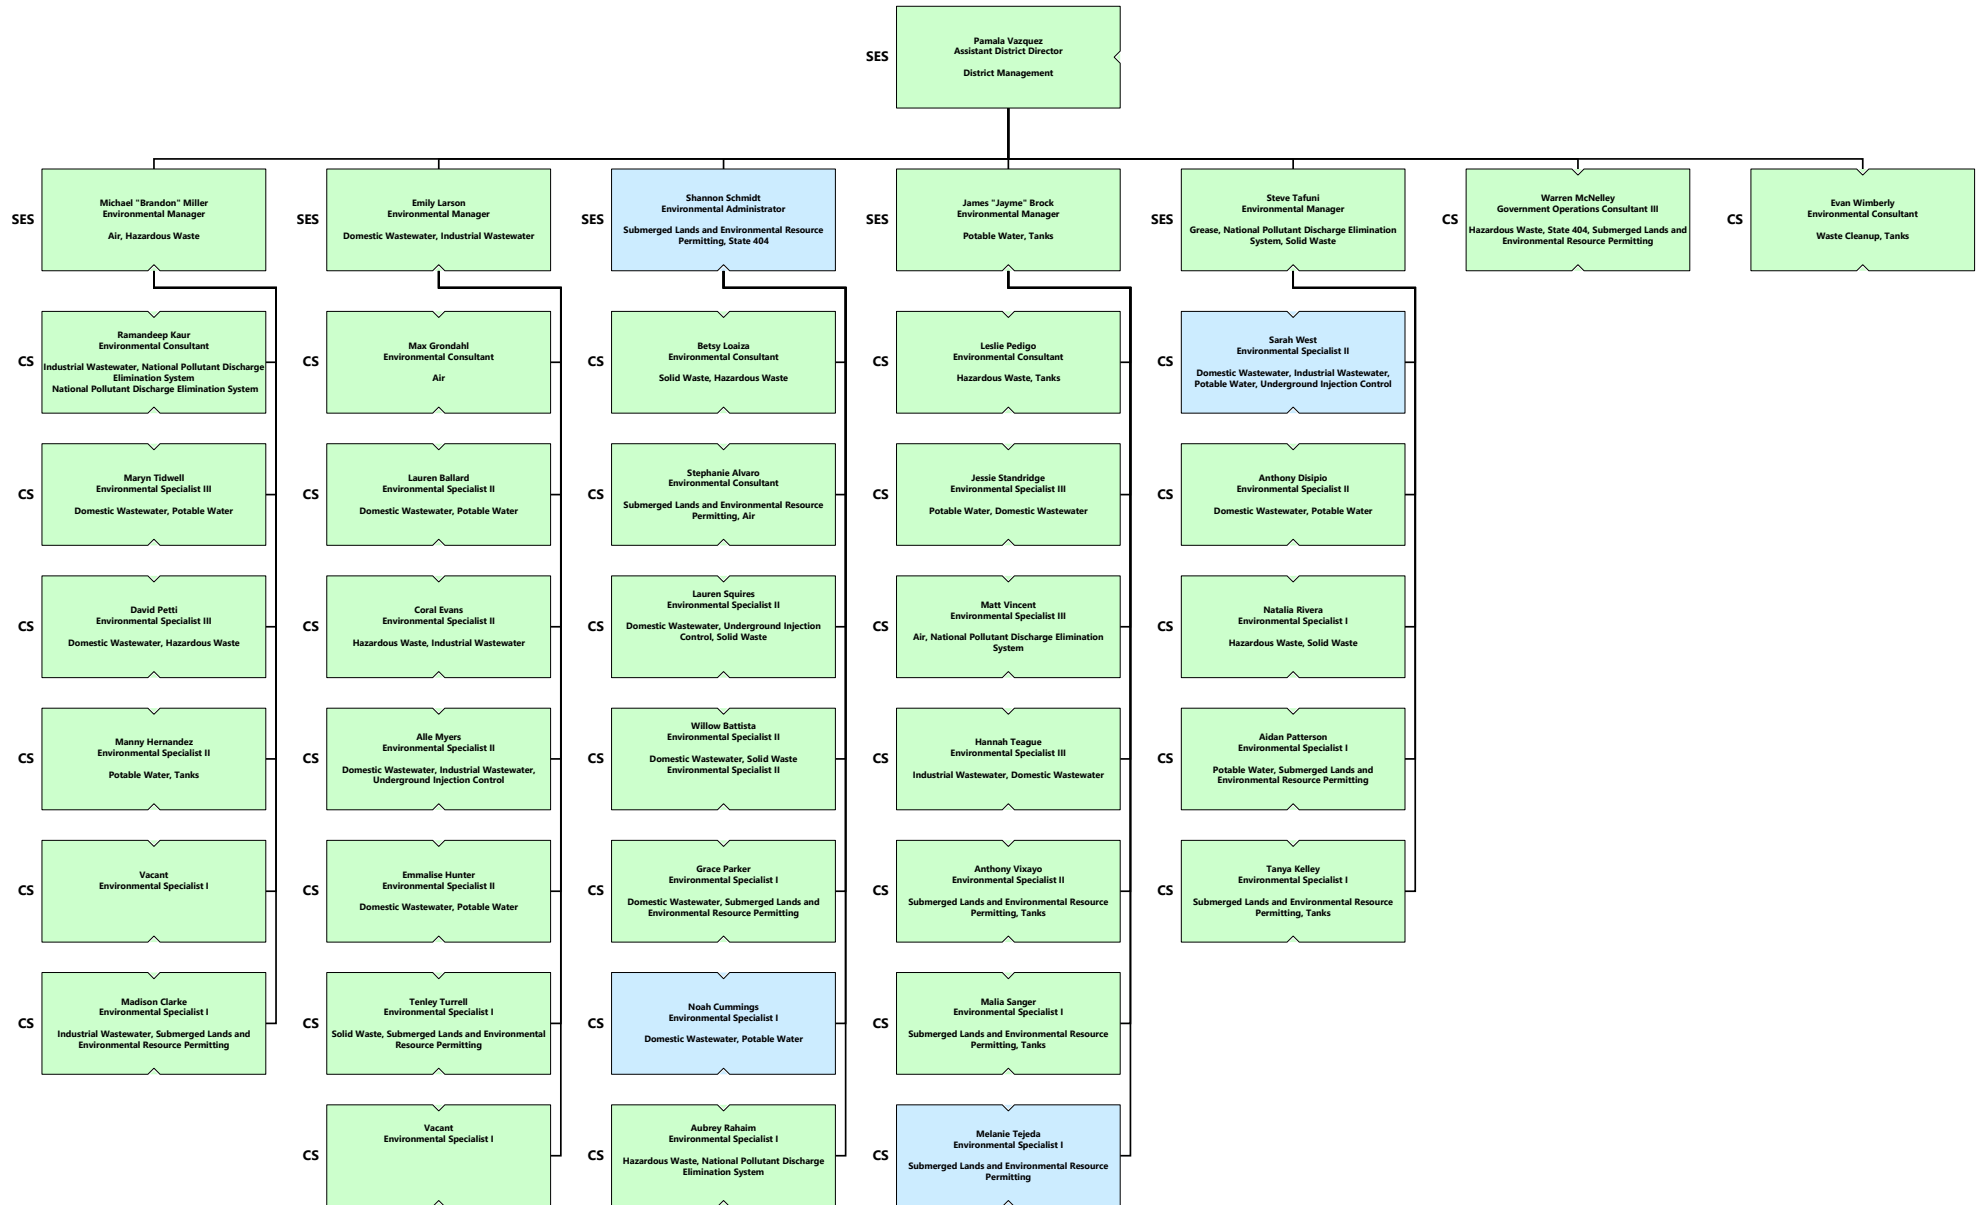 SES
Pamala Vazquez
Assistant District Director
District Management
SES
Michael "Brandon" Miller
Environmental Manager
Air, Hazardous Waste
SES
Emily Larson
Environmental Manager
Domestic Wastewater, Industrial Wastewater
SES
Shannon Schmidt
Environmental Administrator
Submerged Lands and Environmental Resource
Permitting, State 404
SES
James "Jayme" Brock
Environmental Manager
Potable Water, Tanks
SES
Steve Tafuni
Environmental Manager
Grease, National Pollutant Discharge Elimination
System, Solid Waste
CS
Warren McNelley
Government Operations Consultant III
Hazardous Waste, State 404, Submerged Lands and
Environmental Resource Permitting
CS
Evan Wimberly
Environmental Consultant
Waste Cleanup, Tanks
CS
Ramandeep Kaur
Environmental Consultant
Industrial Wastewater, National Pollutant Discharge
Elimination System
National Pollutant Discharge Elimination System
CS
Max Grondahl
Environmental Consultant
Air
CS
Betsy Loaiza
Environmental Consultant
Solid Waste, Hazardous Waste
CS
Leslie Pedigo
Environmental Consultant
Hazardous Waste, Tanks
CS
Sarah West
Environmental Specialist II
Domestic Wastewater, Industrial Wastewater,
Potable Water, Underground Injection Control
CS
Maryn Tidwell
Environmental Specialist III
Domestic Wastewater, Potable Water
CS
Lauren Ballard
Environmental Specialist II
Domestic Wastewater, Potable Water
CS
Stephanie Alvaro
Environmental Consultant
Submerged Lands and Environmental Resource
Permitting, Air
CS
Jessie Standridge
Environmental Specialist III
Potable Water, Domestic Wastewater
CS
Anthony Disipio
Environmental Specialist II
Domestic Wastewater, Potable Water
CS
David Petti
Environmental Specialist III
Domestic Wastewater, Hazardous Waste
CS
Coral Evans
Environmental Specialist II
Hazardous Waste, Industrial Wastewater
CS
Lauren Squires
Environmental Specialist II
Domestic Wastewater, Underground Injection
Control, Solid Waste
CS
Matt Vincent
Environmental Specialist III
Air, National Pollutant Discharge Elimination
System
CS
Natalia Rivera
Environmental Specialist I
Hazardous Waste, Solid Waste
CS
Manny Hernandez
Environmental Specialist II
Potable Water, Tanks
CS
Alle Myers
Environmental Specialist II
Domestic Wastewater, Industrial Wastewater,
Underground Injection Control
CS
Willow Battista
Environmental Specialist II
Domestic Wastewater, Solid Waste
Environmental Specialist II
CS
Hannah Teague
Environmental Specialist III
Industrial Wastewater, Domestic Wastewater
CS
Aidan Patterson
Environmental Specialist I
Potable Water, Submerged Lands and
Environmental Resource Permitting
CS
Vacant
Environmental Specialist I
CS
Emmalise Hunter
Environmental Specialist II
Domestic Wastewater, Potable Water
CS
Grace Parker
Environmental Specialist I
Domestic Wastewater, Submerged Lands and
Environmental Resource Permitting
CS
Anthony Vixayo
Environmental Specialist II
Submerged Lands and Environmental Resource
Permitting, Tanks
CS
Tanya Kelley
Environmental Specialist I
Submerged Lands and Environmental Resource
Permitting, Tanks
CS
Madison Clarke
Environmental Specialist I
Industrial Wastewater, Submerged Lands and
Environmental Resource Permitting
CS
Tenley Turrell
Environmental Specialist I
Solid Waste, Submerged Lands and Environmental
Resource Permitting
CS
Noah Cummings
Environmental Specialist I
Domestic Wastewater, Potable Water
CS
Malia Sanger
Environmental Specialist I
Submerged Lands and Environmental Resource
Permitting, Tanks
CS
Vacant
Environmental Specialist I
CS
Aubrey Rahaim
Environmental Specialist I
Hazardous Waste, National Pollutant Discharge
Elimination System
CS
Melanie Tejeda
Environmental Specialist I
Submerged Lands and Environmental Resource
Permitting